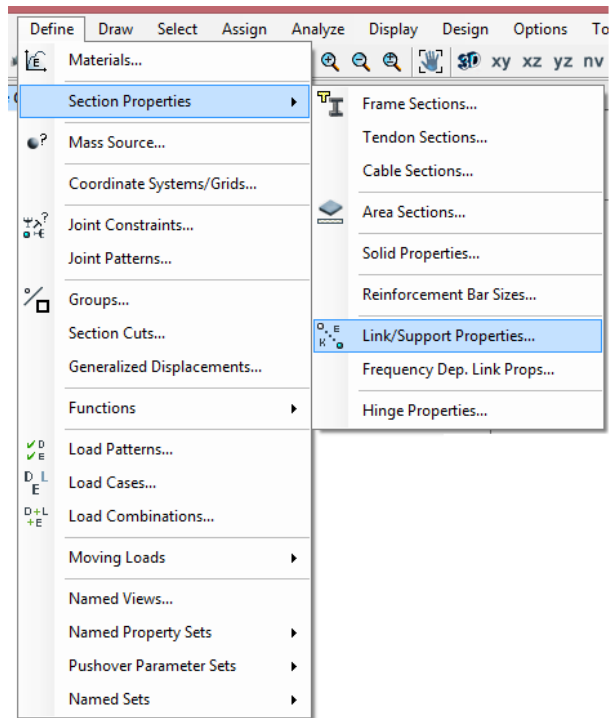 Define Draw Select Assign Analyze Display Design Options To
xy xz yz nv
Materials...
Section Properties
Mass Source...
Coordinate Systems/Grids...
Joint Constraints...
Joint Patterns...
Groups...
Section Cuts...
Generalized Displacements...
Functions
Load Patterns...
Load Cases...
Load Combinations...
Moving Loads
Named Views...
Named Property Sets
Pushover Parameter Sets
Named Sets
Frame Sections...
Tendon Sections...
Cable Sections...
Area Sections...
Solid Properties...
Reinforcement Bar Sizes...
Link/Support Properties...
Frequency Dep. Link Props...
Hinge Properties...